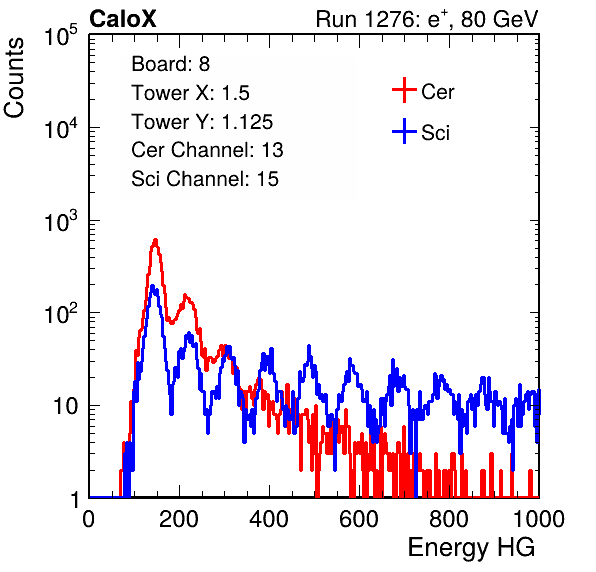 CaloX Run 1276: e⁺, 80 GeV
Counts
Board: 8
Tower X: 1.5
Tower Y: 1.125
Cer Channel: 13
Sci Channel: 15
Cer
Sci
10⁵
10⁴
10³
10²
10
1
0 200 400 600 800 1000
Energy HG